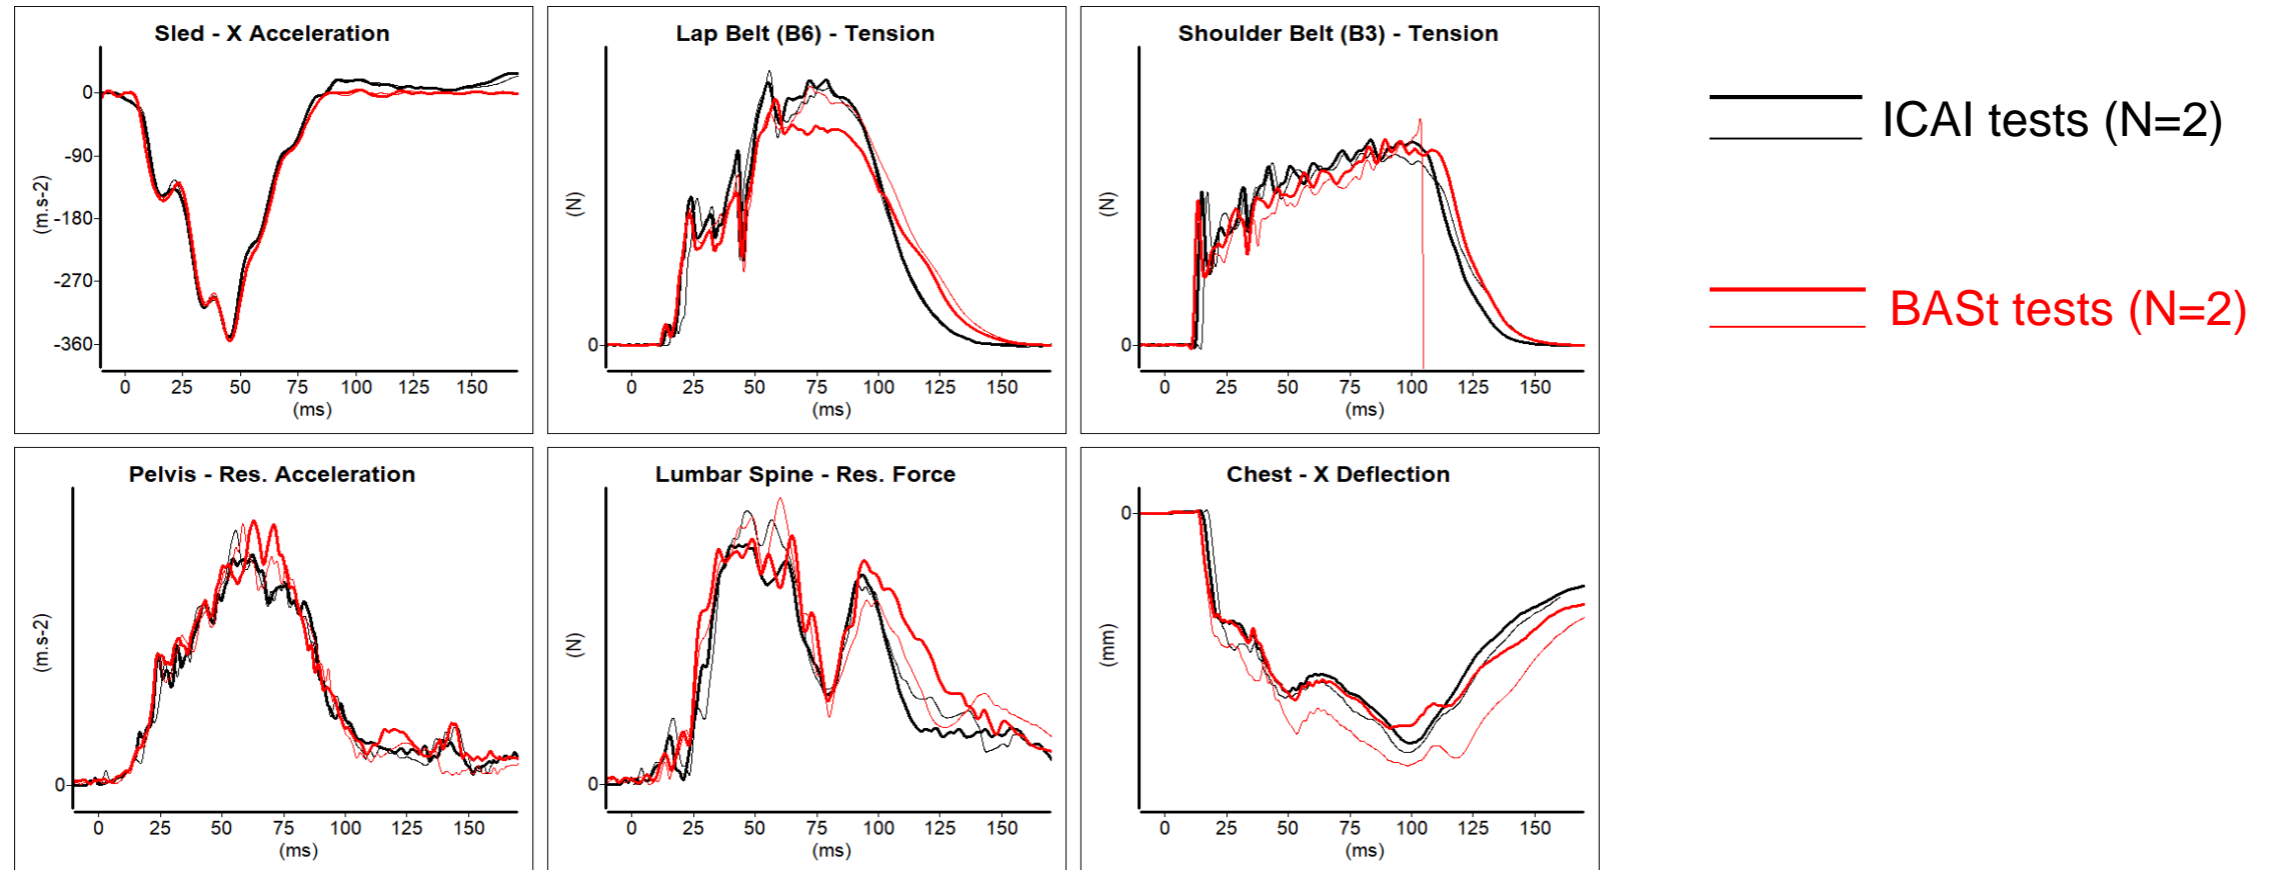 Sled - X Acceleration
0
-90
-180
-270
-360
(m.s-2)
0 25 50 75 100 125 150
(ms)
Lap Belt (B6) - Tension
(N)
0
0 25 50 75 100 125 150
(ms)
Shoulder Belt (B3) - Tension
(N)
0
0 25 50 75 100 125 150
(ms)
ICAI tests (N=2)
BASt tests (N=2)
Pelvis - Res. Acceleration
(m.s-2)
0
0 25 50 75 100 125 150
(ms)
Lumbar Spine - Res. Force
(N)
0
0 25 50 75 100 125 150
(ms)
Chest - X Deflection
0
(mm)
0 25 50 75 100 125 150
(ms)